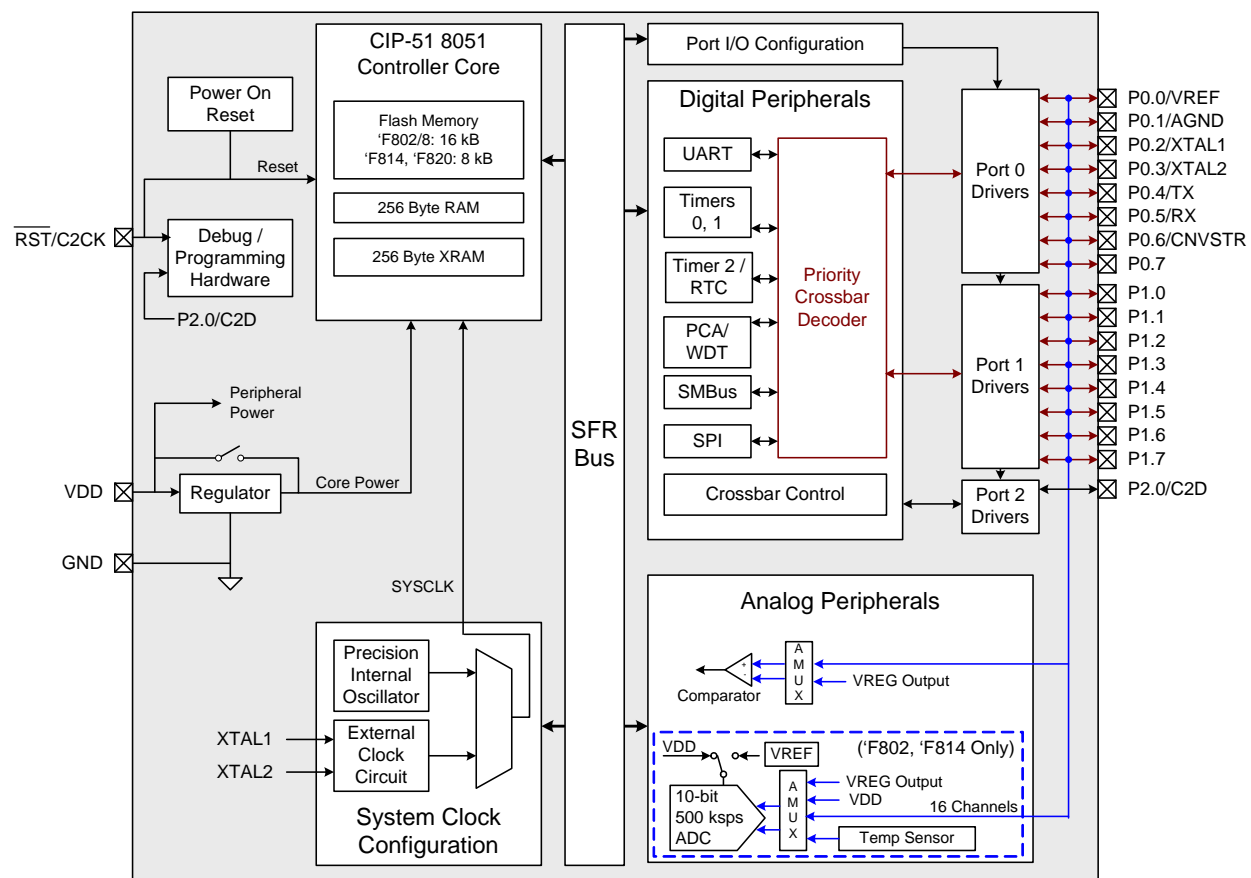 CIP-51 8051
Controller Core
Flash Memory
‘F802/8: 16 kB
‘F814, ‘F820: 8 kB
256 Byte RAM
256 Byte XRAM
Power On
Reset
Reset
RST/C2CK
Debug /
Programming
Hardware
P2.0/C2D
Peripheral
Power
VDD
Regulator
Core Power
GND
SYSCLK
Precision
Internal
Oscillator
XTAL1
XTAL2
External
Clock
Circuit
System Clock
Configuration
SFR
Bus
Port I/O Configuration
Digital Peripherals
UART
Timers
0, 1
Timer 2 /
RTC
PCA/
WDT
SMBus
SPI
Priority
Crossbar
Decoder
Crossbar Control
Port 0
Drivers
Port 1
Drivers
Port 2
Drivers
P0.0/VREF
P0.1/AGND
P0.2/XTAL1
P0.3/XTAL2
P0.4/TX
P0.5/RX
P0.6/CNVSTR
P0.7
P1.0
P1.1
P1.2
P1.3
P1.4
P1.5
P1.6
P1.7
P2.0/C2D
Analog Peripherals
+
-
Comparator
A
M
U
X
VREG Output
(‘F802, ‘F814 Only)
VDD
VREF
10-bit
500 ksps
ADC
A
M
U
X
VREG Output
VDD
16 Channels
Temp Sensor